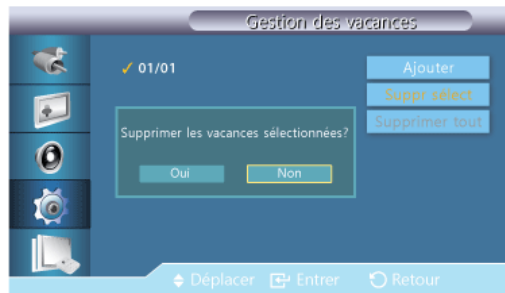 Gestion des vacances
✓ 01/01
Ajouter
Suppr sélect
Supprimer tout
Supprimer les vacances sélectionnées?
Oui Non
Déplacer Entrer Retour